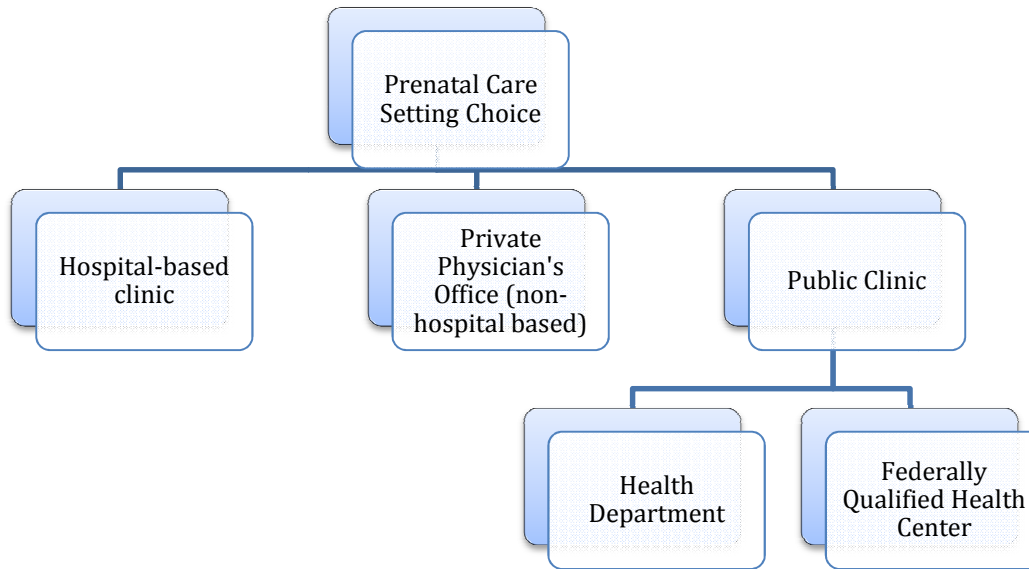 Prenatal Care
Setting Choice
Hospital-based
clinic
Private
Physician's
Office (non-
hospital based)
Public Clinic
Health
Department
Federally
Qualified Health
Center